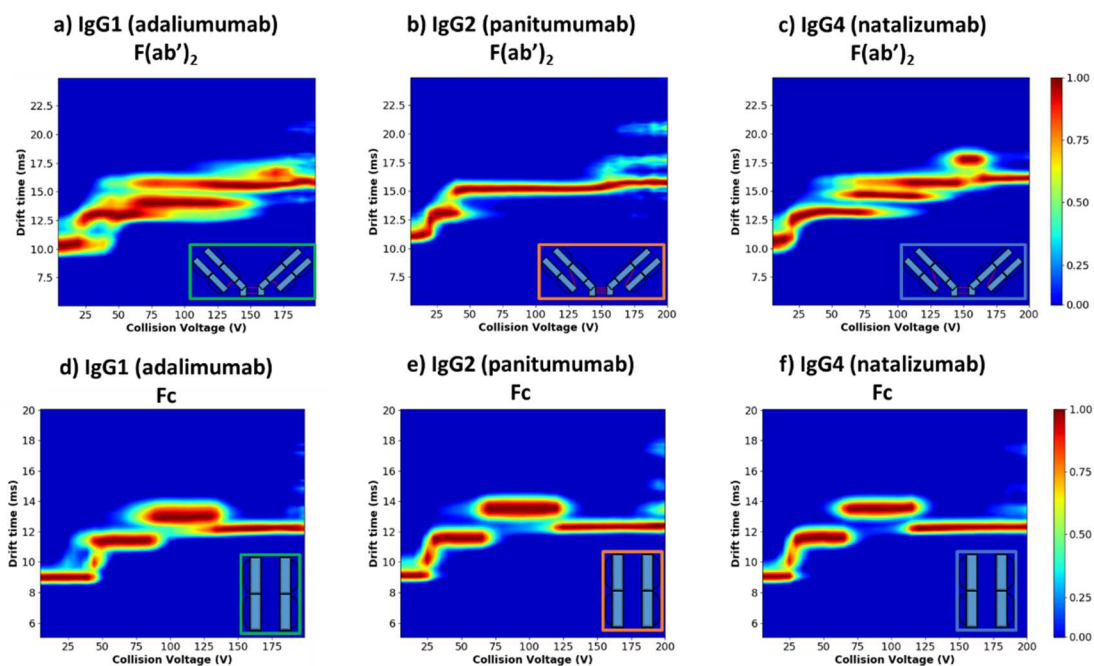 a) IgG1 (adaliumumab)
F(ab’)2
b) IgG2 (panitumumab)
F(ab’)2
c) IgG4 (natalizumab)
F(ab’)2
Drift time (ms)
22.5
20.0
17.5
15.0
12.5
10.0
7.5
25 50 75 100 125 150 175
Collision Voltage (V)
Drift time (ms)
22.5
20.0
17.5
15.0
12.5
10.0
7.5
25 50 75 100 125 150 175 200
Collision Voltage (V)
Drift time (ms)
22.5
20.0
17.5
15.0
12.5
10.0
7.5
25 50 75 100 125 150 175 200
Collision Voltage (V)
1.00
0.75
0.50
0.25
0.00
d) IgG1 (adalimumab)
Fc
e) IgG2 (panitumumab)
Fc
f) IgG4 (natalizumab)
Fc
Drift time (ms)
20
18
16
14
12
10
8
6
25 50 75 100 125 150 175
Collision Voltage (V)
Drift time (ms)
20
18
16
14
12
10
8
6
25 50 75 100 125 150 175 200
Collision Voltage (V)
Drift time (ms)
20
18
16
14
12
10
8
6
25 50 75 100 125 150 175 200
Collision Voltage (V)
1.00
0.75
0.50
0.25
0.00